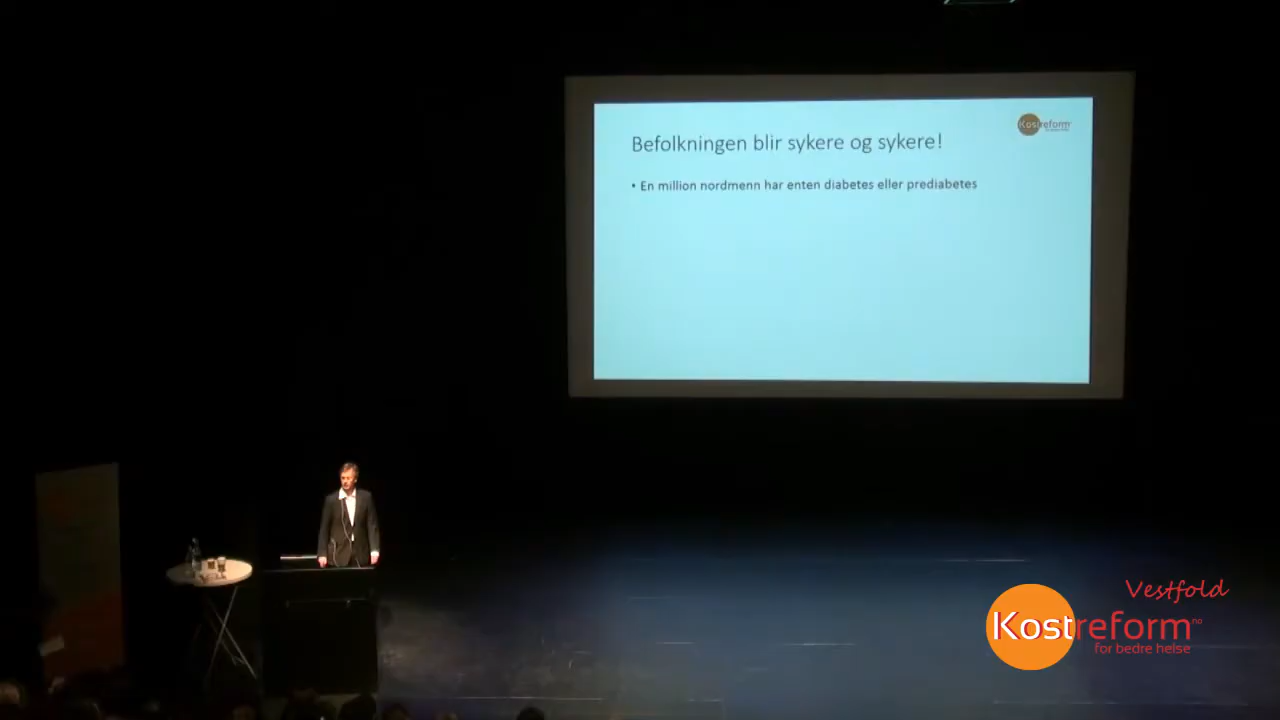 Befolkningen blir sykere og sykere!
Kostreform
• En million nordmenn har enten diabetes eller prediabetes
Vestfold
Kostreform.no
for bedre helse